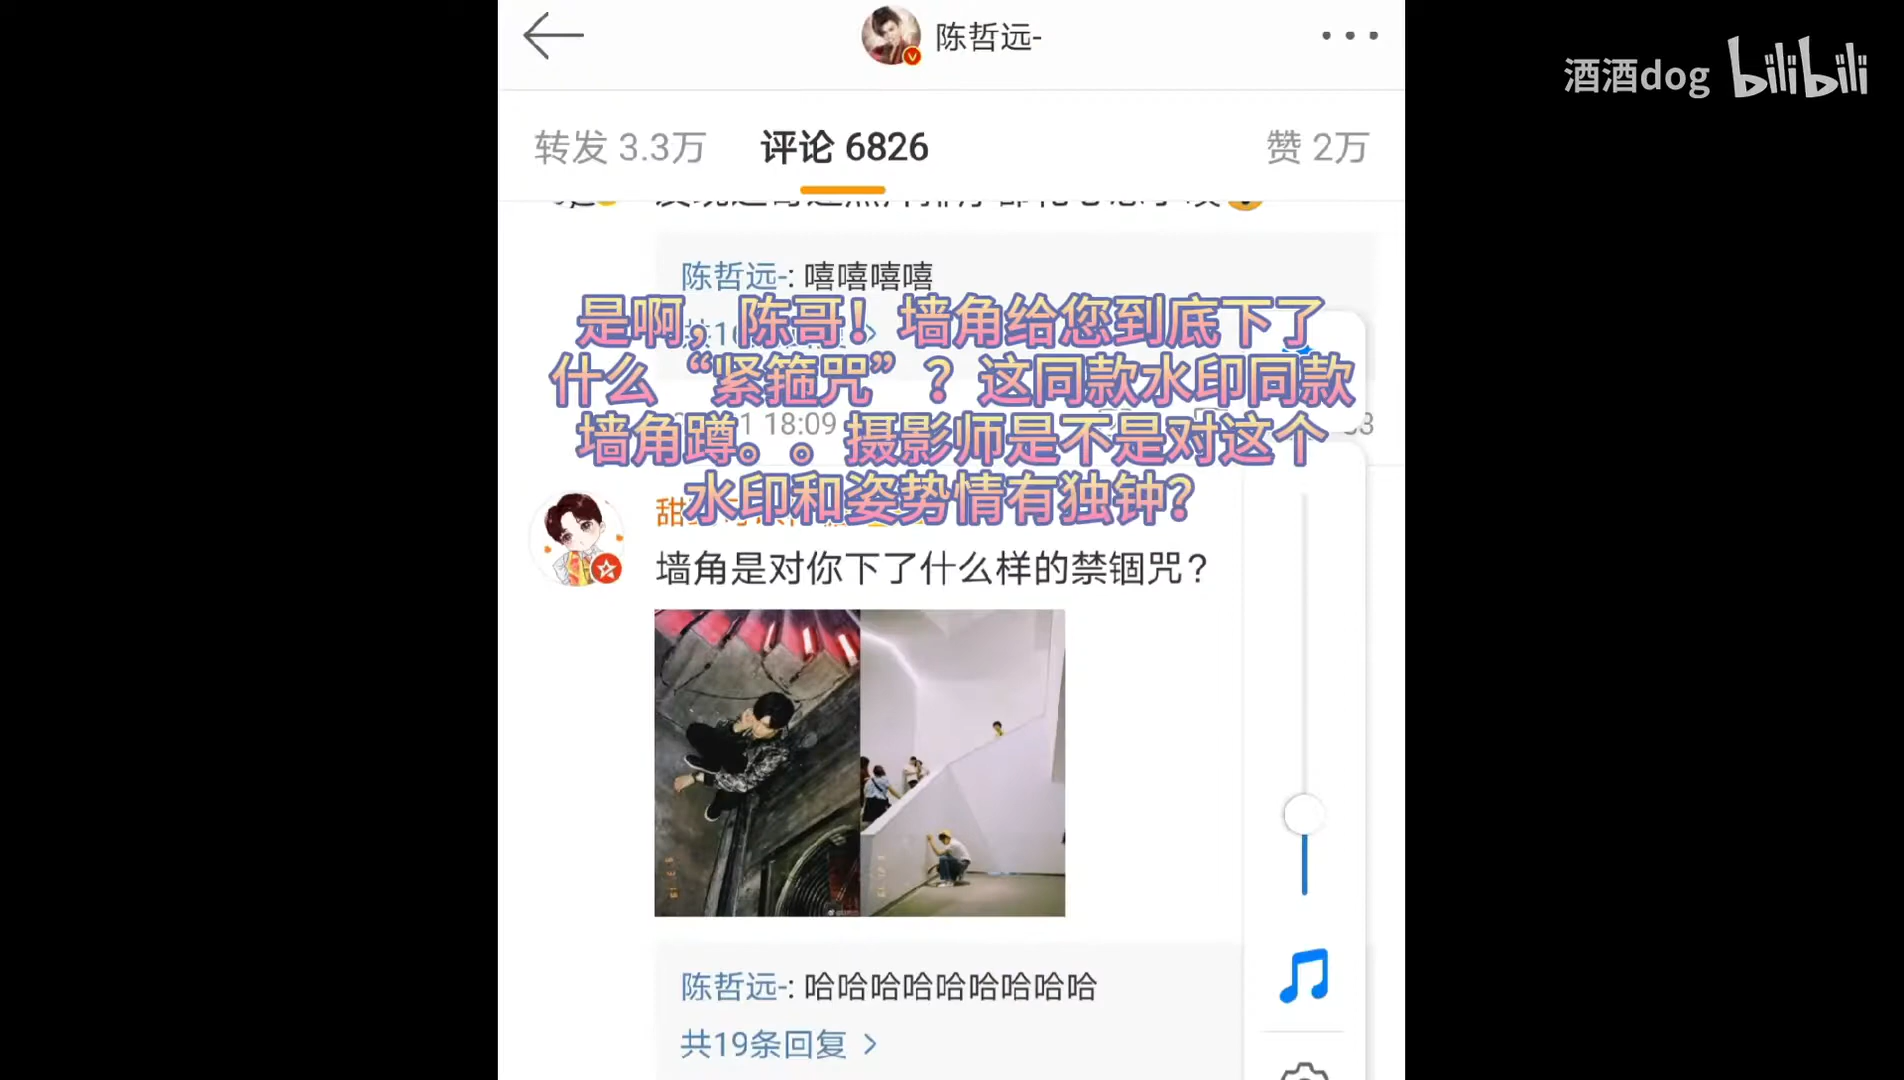 陈哲远-
酒酒dog bilibili
转发 3.3万 评论 6826 赞 2万
陈哲远-: 嘻嘻嘻嘻
是啊，陈哥！墙角给您到底下了
什么“紧箍咒”？这同款水印同款
墙角蹲。。摄影师是不是对这个
水印和姿势情有独钟？
18:09
墙角是对你下了什么样的禁锢咒？
陈哲远-: 哈哈哈哈哈哈哈哈哈
共19条回复 >